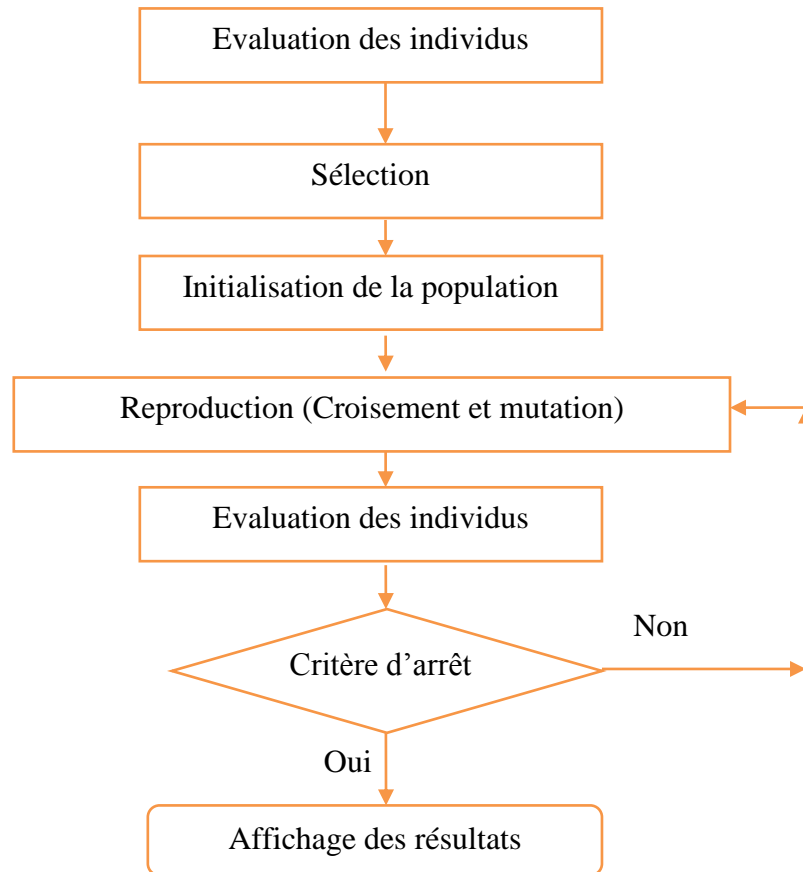 Evaluation des individus
Sélection
Initialisation de la population
Reproduction (Croisement et mutation)
Evaluation des individus
Non
Critère d’arrêt
Oui
Affichage des résultats